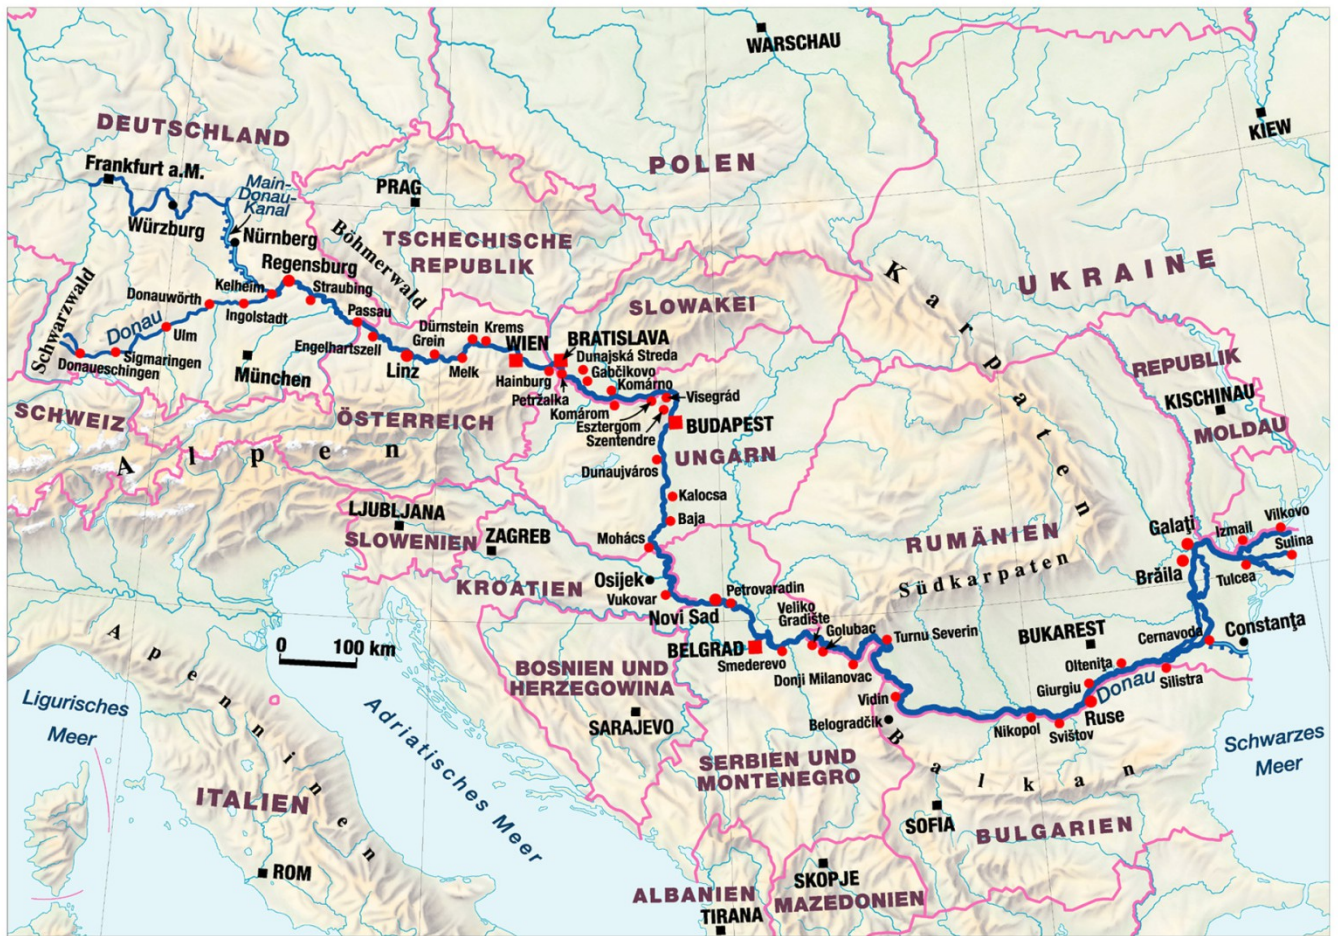 WARSCHAU
KIEW
DEUTSCHLAND
POLEN
Frankfurt a.M.
Main-
Donau-
Kanal
PRAG
Würzburg
Nürnberg
Böhmerwald
TSCHECHISCHE
REPUBLIK
Karpaten
UKRAINE
Regensburg
Kelheim
Straubing
Schwarzwald
Donauwörth
Ingolstadt
Donau
Ulm
Passau
SLOWAKEI
Dürnstein
Krems
Grein
WIEN
BRATISLAVA
Engelhartszell
Dunajská Streda
Sigmaringen
Donaueschingen
München
Linz
Melk
Hainburg
Gabčikovo
Komárno
Petržalka
Visegrád
REPUBLIK
MOLDAU
KISCHINAU
SCHWEIZ
ÖSTERREICH
Komárom
Esztergom
Szentendre
BUDAPEST
Alpen
UNGARN
Dunaujváros
Kalocsa
Baja
LJUBLJANA
SLOWENIEN
ZAGREB
Mohács
RUMÄNIEN
Galaţi
Izmail
Vilkovo
Sulina
Brăila
Tulcea
KROATIEN
Osijek
Vukovar
Südkarpaten
Petrovaradin
Novi Sad
Veliko
Gradište
Golubac
Turnu Severin
BUKAREST
Cernavoda
Constanţa
Apenninen
0
100 km
BELGRAD
Smederevo
Donji Milanovac
Olteniţa
Giurgiu
Donau
Silistra
BOSNIEN UND
HERZEGOWINA
Vidin
Ruse
Ligurisches
Meer
Adriatisches Meer
SARAJEVO
Belogradčik
Nikopol
Svištov
Schwarzes
Meer
Balkan
SERBIEN UND
MONTENEGRO
ITALIEN
SOFIA
BULGARIEN
ROM
SKOPJE
ALBANIEN
MAZEDONIEN
TIRANA